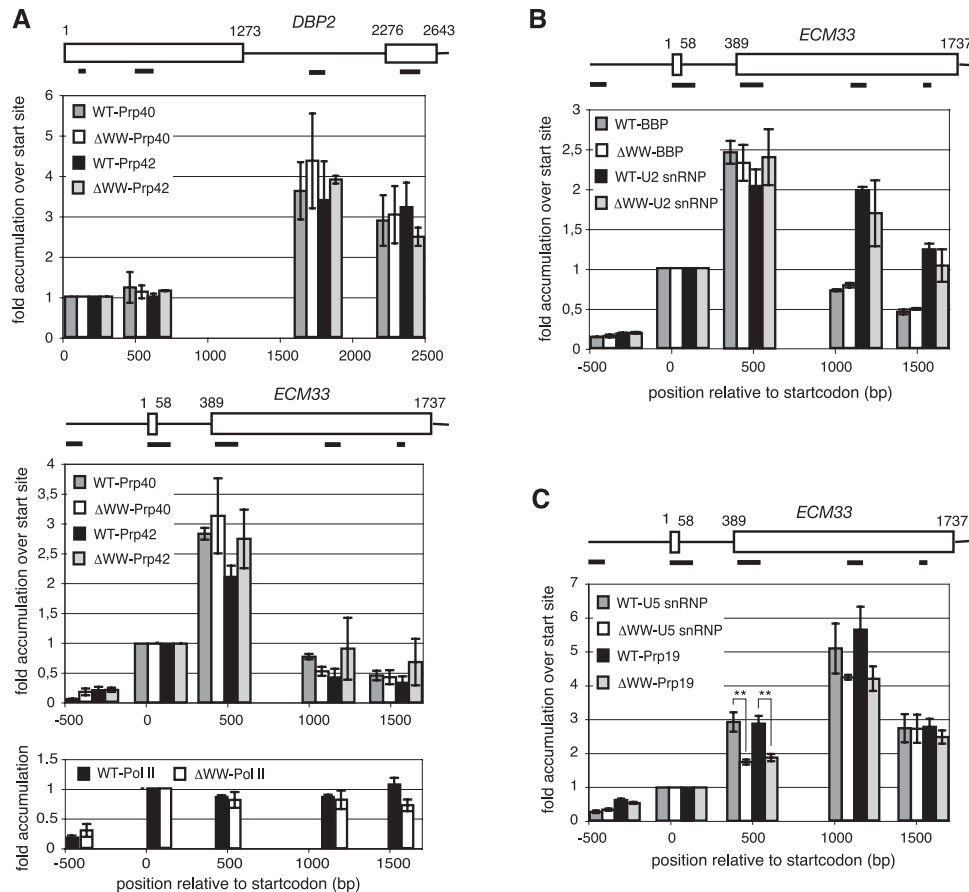 A
DBP2
1 1273 2276 2643
fold accumulation over start site
6
5
4
3
2
1
0
WT-Prp40
ΔWW-Prp40
WT-Prp42
ΔWW-Prp42
0 500 1000 1500 2000 2500
ECM33
1 58 389 1737
fold accumulation over start site
4
3,5
3
2,5
2
1,5
1
0,5
0
WT-Prp40
ΔWW-Prp40
WT-Prp42
ΔWW-Prp42
-500 0 500 1000 1500
fold accumulation
1.5
1
0.5
0
WT-Pol II ΔWW-Pol II
-500 0 500 1000 1500
position relative to startcodon (bp)
B
ECM33
1 58 389 1737
fold accumulation over start site
3
2,5
2
1,5
1
0,5
0
WT-BBP
ΔWW-BBP
WT-U2 snRNP
ΔWW-U2 snRNP
-500 0 500 1000 1500
position relative to startcodon (bp)
C
ECM33
1 58 389 1737
fold accumulation over start site
7
6
5
4
3
2
1
0
WT-U5 snRNP
ΔWW-U5 snRNP
WT-Prp19
ΔWW-Prp19
** **
-500 0 500 1000 1500
position relative to startcodon (bp)